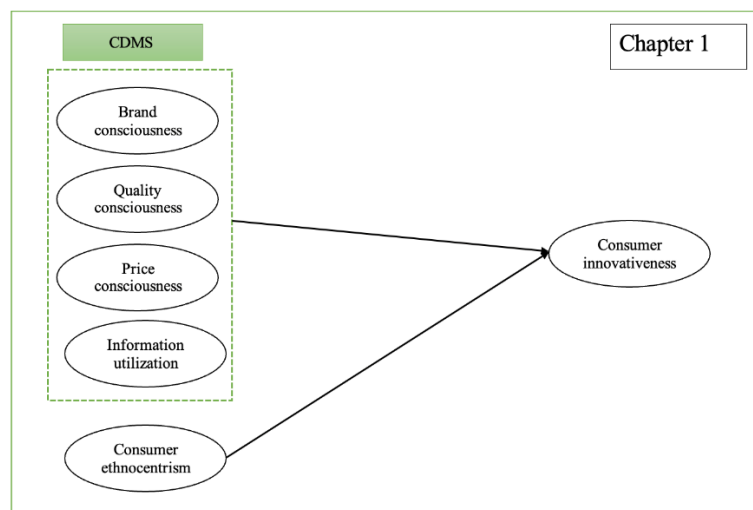 CDMS
Chapter 1
Brand
consciousness
Quality
consciousness
Price
consciousness
Information
utilization
Consumer
ethnocentrism
Consumer
innovativeness